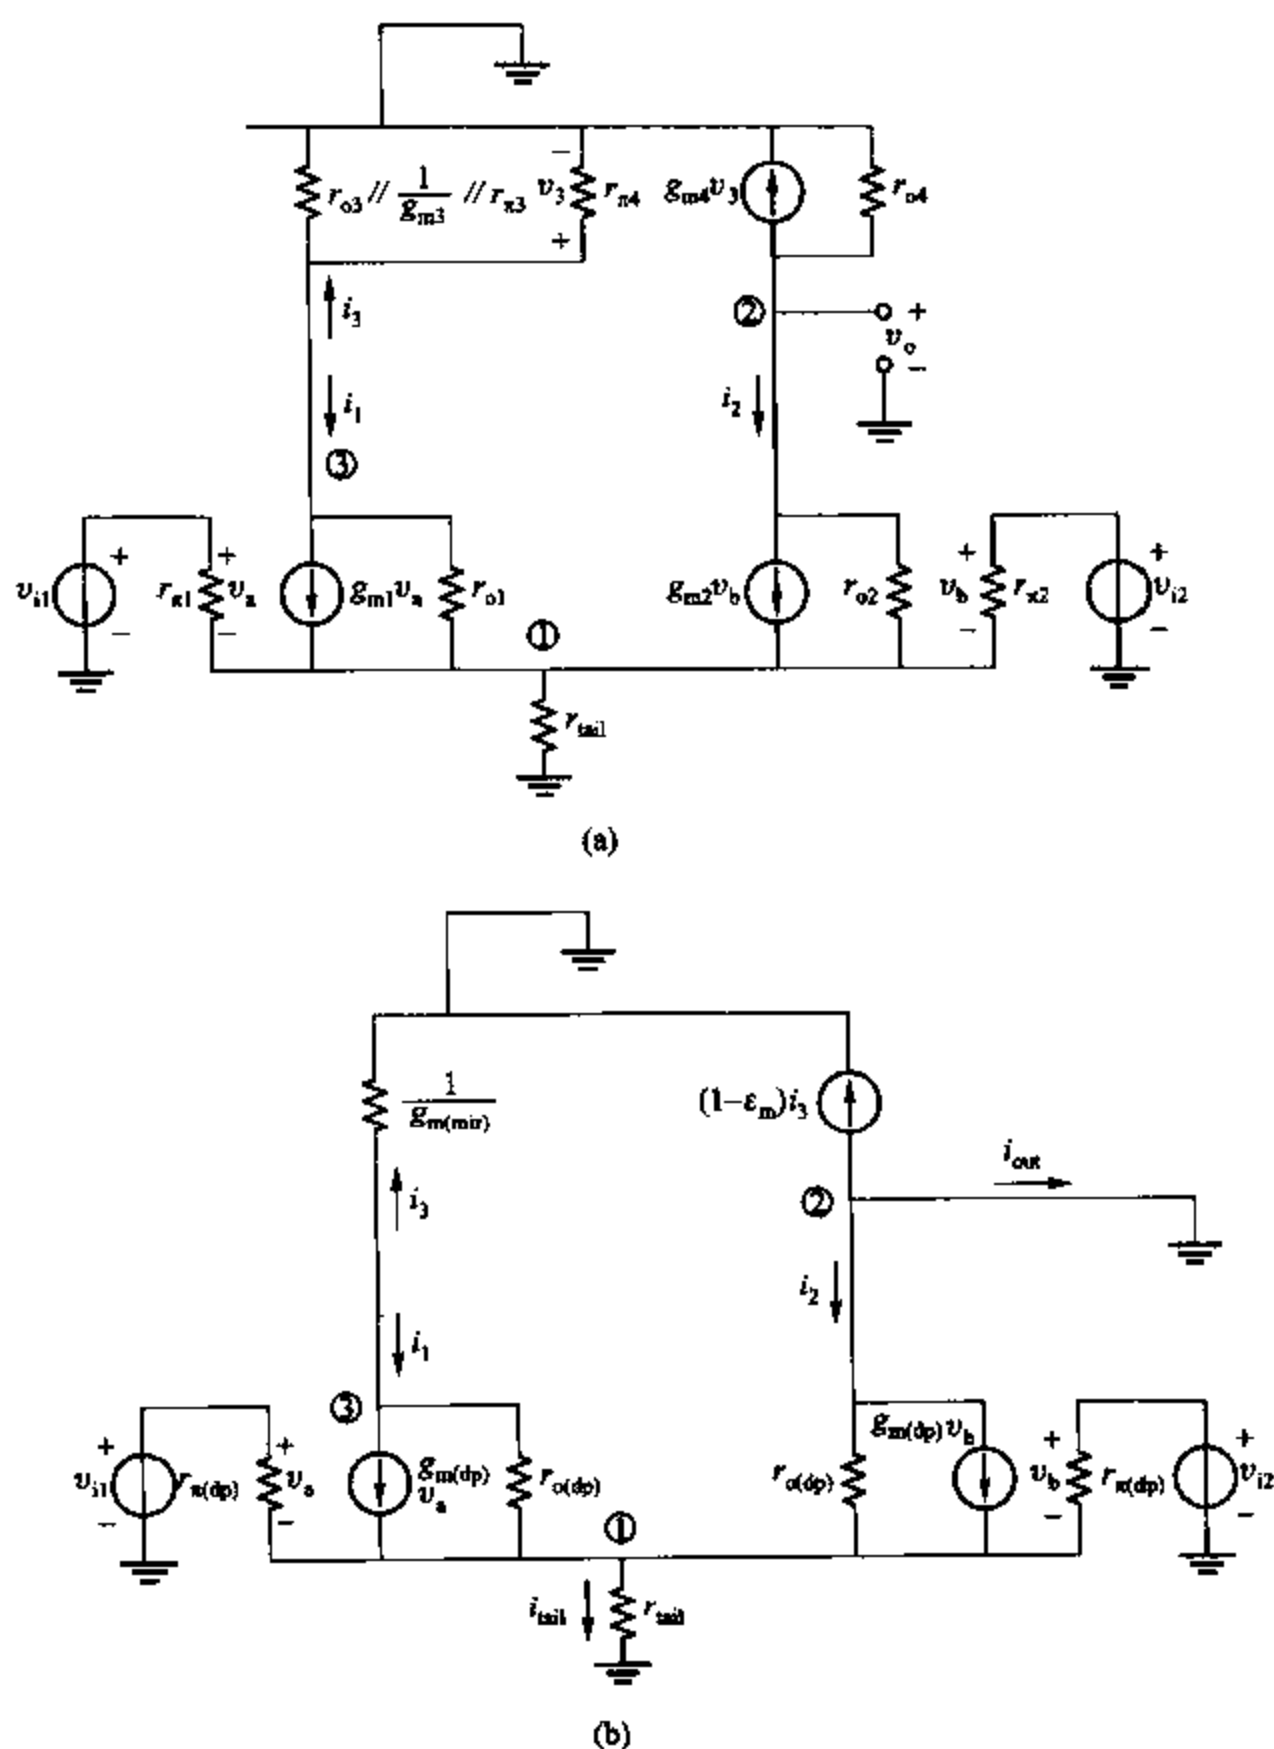 r_o3 // 1/g_m3 // r_π3
−
v_3
+
r_π4
g_m4 v_3
r_o4
i_3
②
+
v_o
−
i_1
i_2
③
v_i1
+
−
r_π1
+
v_a
−
g_m1 v_a
r_o1
g_m2 v_b
r_o2
+
v_b
−
r_π2
+
v_i2
−
①
r_tail
(a)
1/g_m(mir)
(1−ε_m)i_3
i_out
i_3
②
i_2
i_1
③
+
v_i1
−
r_π(dp)
+
v_a
−
g_m(dp)
v_a
r_o(dp)
r_o(dp)
g_m(dp) v_b
+
v_b
−
r_π(dp)
+
v_i2
−
①
i_tail
r_tail
(b)